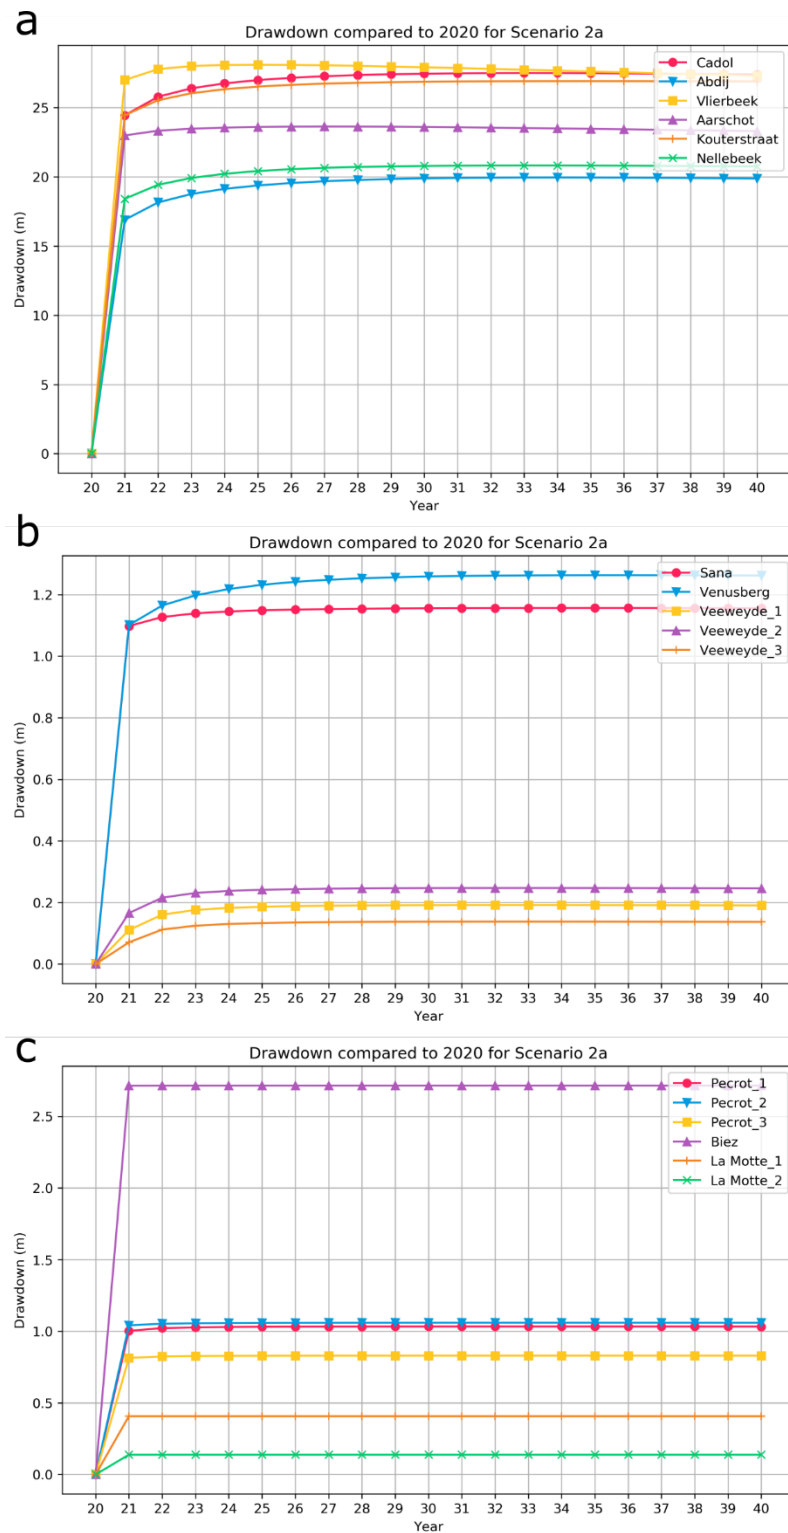 a
Drawdown compared to 2020 for Scenario 2a
Cadol
Abdij
Vlierbeek
Aarschot
Kouterstraat
Nellebeek
25
20
15
10
5
0
Drawdown (m)
20 21 22 23 24 25 26 27 28 29 30 31 32 33 34 35 36 37 38 39 40
Year
b
Drawdown compared to 2020 for Scenario 2a
Sana
Venusberg
Veeweyde_1
Veeweyde_2
Veeweyde_3
1.2
1.0
0.8
0.6
0.4
0.2
0.0
Drawdown (m)
20 21 22 23 24 25 26 27 28 29 30 31 32 33 34 35 36 37 38 39 40
Year
c
Drawdown compared to 2020 for Scenario 2a
Pecrot_1
Pecrot_2
Pecrot_3
Biez
La Motte_1
La Motte_2
2.5
2.0
1.5
1.0
0.5
0.0
Drawdown (m)
20 21 22 23 24 25 26 27 28 29 30 31 32 33 34 35 36 37 38 39 40
Year